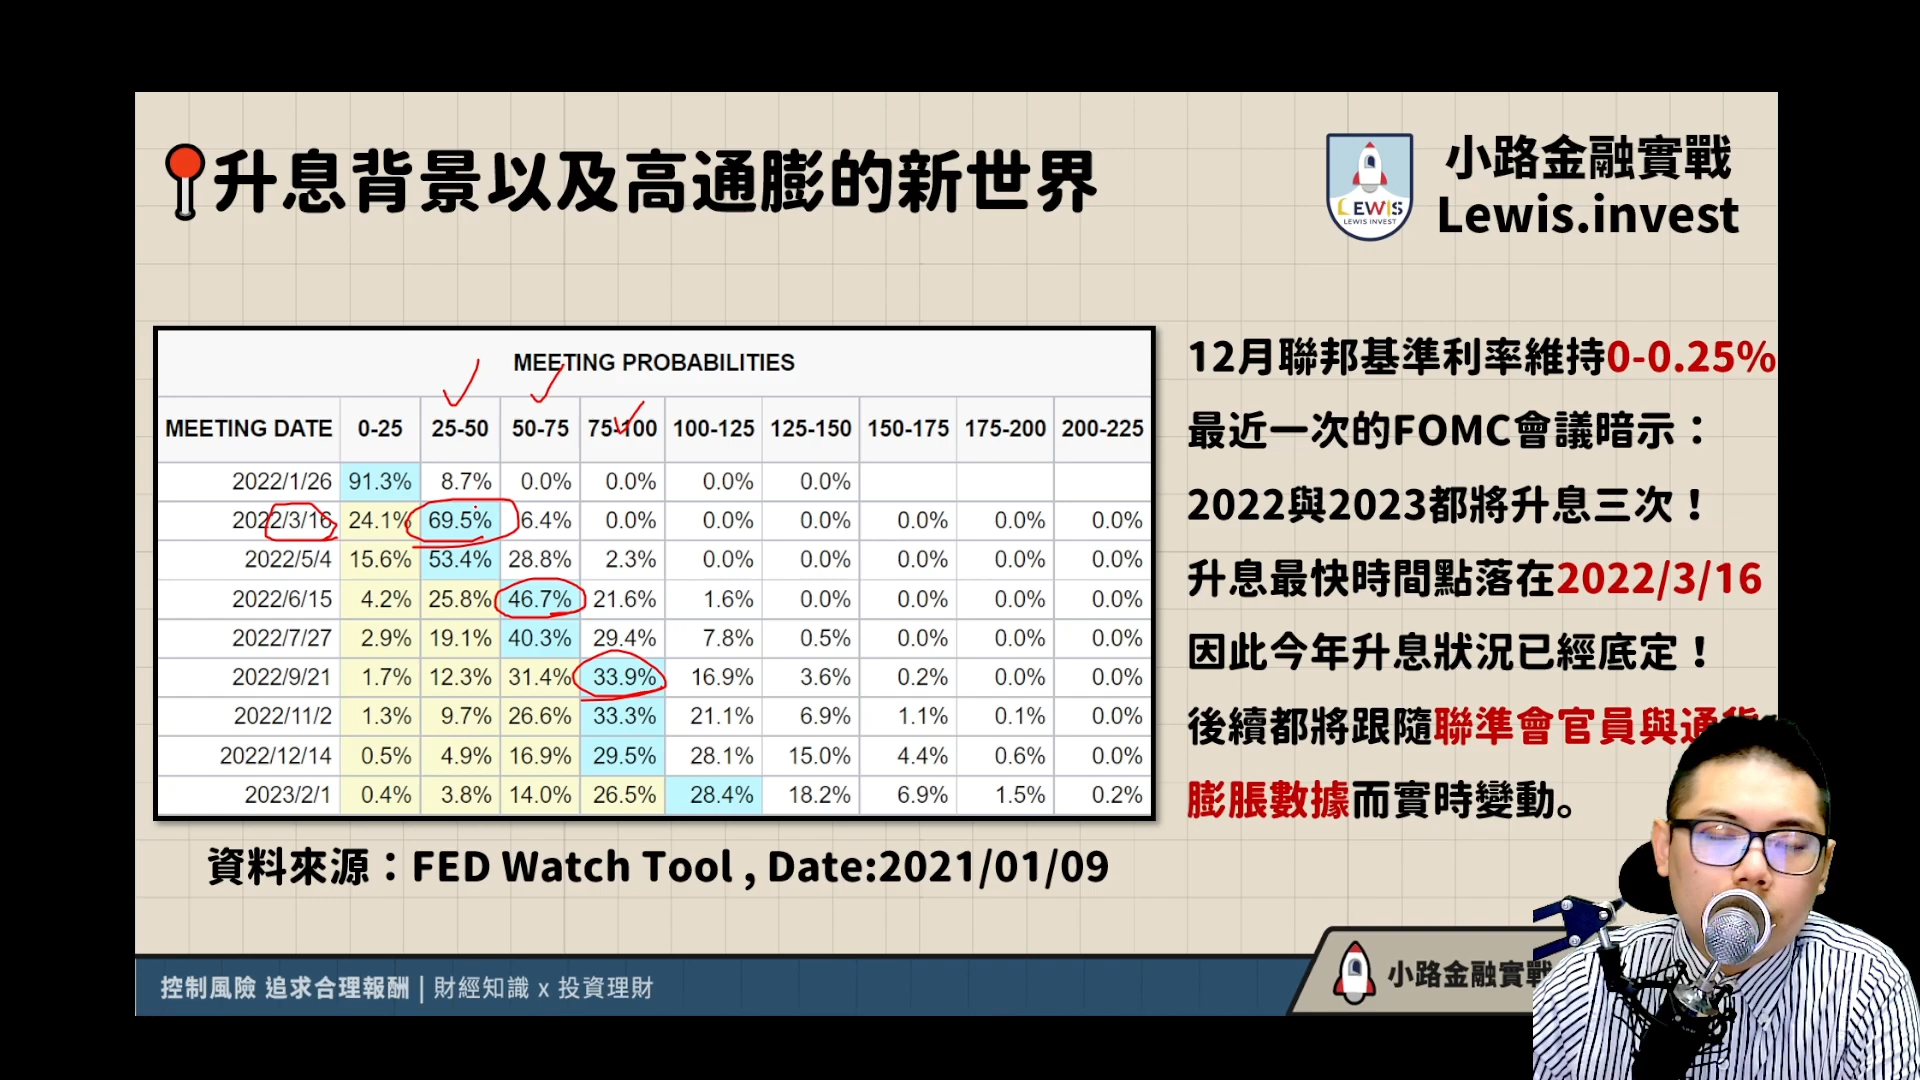 升息背景以及高通膨的新世界
小路金融實戰
Lewis.invest
LEWIS
LEWIS INVEST
MEETING PROBABILITIES
MEETING DATE 0-25 25-50 50-75 75-100 100-125 125-150 150-175 175-200 200-225
2022/1/26 91.3% 8.7% 0.0% 0.0% 0.0% 0.0%
2022/3/16 24.1% 69.5% 6.4% 0.0% 0.0% 0.0% 0.0% 0.0% 0.0%
2022/5/4 15.6% 53.4% 28.8% 2.3% 0.0% 0.0% 0.0% 0.0% 0.0%
2022/6/15 4.2% 25.8% 46.7% 21.6% 1.6% 0.0% 0.0% 0.0% 0.0%
2022/7/27 2.9% 19.1% 40.3% 29.4% 7.8% 0.5% 0.0% 0.0% 0.0%
2022/9/21 1.7% 12.3% 31.4% 33.9% 16.9% 3.6% 0.2% 0.0% 0.0%
2022/11/2 1.3% 9.7% 26.6% 33.3% 21.1% 6.9% 1.1% 0.1% 0.0%
2022/12/14 0.5% 4.9% 16.9% 29.5% 28.1% 15.0% 4.4% 0.6% 0.0%
2023/2/1 0.4% 3.8% 14.0% 26.5% 28.4% 18.2% 6.9% 1.5% 0.2%
資料來源：FED Watch Tool , Date:2021/01/09
12月聯邦基準利率維持0-0.25%
最近一次的FOMC會議暗示：
2022與2023都將升息三次！
升息最快時間點落在2022/3/16
因此今年升息狀況已經底定！
後續都將跟隨聯準會官員與通貨
膨脹數據而實時變動。
控制風險 追求合理報酬 | 財經知識 x 投資理財
小路金融實戰